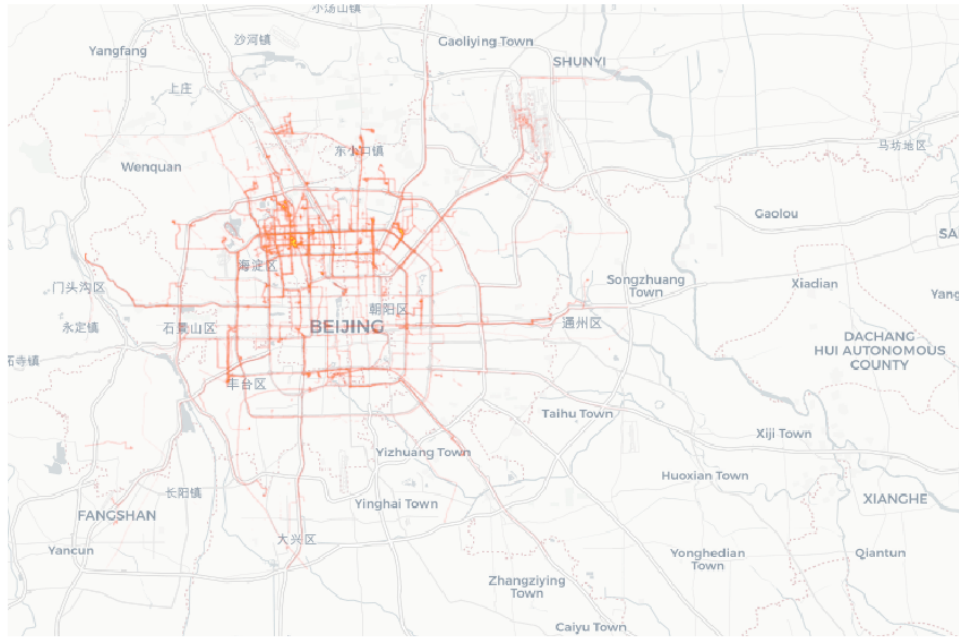 小汤山镇
沙河镇
Gaoliying Town
Yangfang
SHUNYI
上庄
马坊地区
东小口镇
Wenquan
Gaolou
SA
海淀区
门头沟区
Songzhuang
Town
Xiadian
Yang
朝阳区
永定镇
石景山区
BEIJING
通州区
DACHANG
HUI AUTONOMOUS
COUNTY
石寺镇
丰台区
Taihu Town
Xiji Town
Yizhuang Town
Huoxian Town
长阳镇
Yinghai Town
XIANGHE
FANGSHAN
大兴区
Yancun
Yonghedian
Town
Qiantun
Zhangziying
Town
Caiyu Town